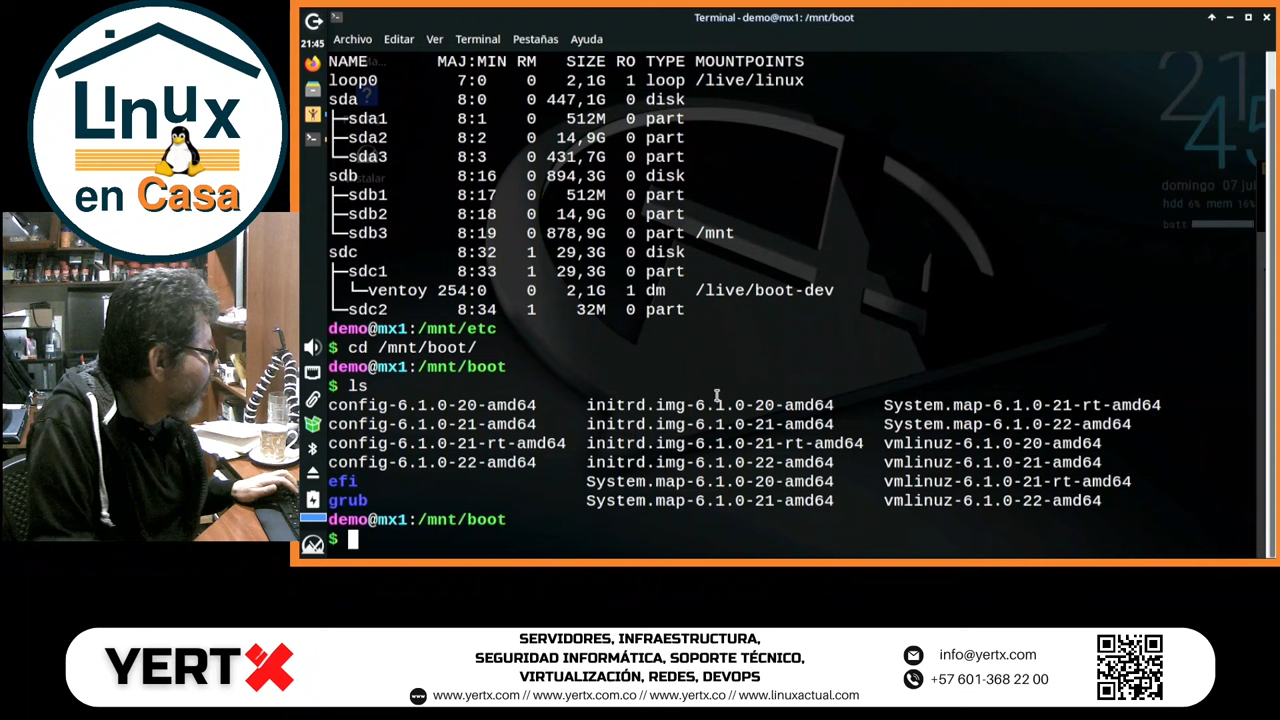 Linux
en Casa
Terminal - demo@mx1: /mnt/boot
21:45
Archivo Editar Ver Terminal Pestañas Ayuda
NAME MAJ:MIN RM SIZE RO TYPE MOUNTPOINTS
loop0 7:0 0 2,1G 1 loop /live/linux
sda 8:0 0 447,1G 0 disk
├─sda1 8:1 0 512M 0 part
├─sda2 8:2 0 14,9G 0 part
└─sda3 8:3 0 431,7G 0 part
sdb 8:16 0 894,3G 0 disk
├─sdb1 8:17 0 512M 0 part
├─sdb2 8:18 0 14,9G 0 part
└─sdb3 8:19 0 878,9G 0 part /mnt
sdc 8:32 1 29,3G 0 disk
├─sdc1 8:33 1 29,3G 0 part
│ └─ventoy 254:0 0 2,1G 1 dm /live/boot-dev
└─sdc2 8:34 1 32M 0 part
demo@mx1:/mnt/etc
$ cd /mnt/boot/
demo@mx1:/mnt/boot
$ ls
config-6.1.0-20-amd64 initrd.img-6.1.0-20-amd64 System.map-6.1.0-21-rt-amd64
config-6.1.0-21-amd64 initrd.img-6.1.0-21-amd64 System.map-6.1.0-22-amd64
config-6.1.0-21-rt-amd64 initrd.img-6.1.0-21-rt-amd64 vmlinuz-6.1.0-20-amd64
config-6.1.0-22-amd64 initrd.img-6.1.0-22-amd64 vmlinuz-6.1.0-21-amd64
efi System.map-6.1.0-20-amd64 vmlinuz-6.1.0-21-rt-amd64
grub System.map-6.1.0-21-amd64 vmlinuz-6.1.0-22-amd64
demo@mx1:/mnt/boot
$
21
45
domingo 07 jul
hdd 6% mem 16%
batt
YERTX
SERVIDORES, INFRAESTRUCTURA,
SEGURIDAD INFORMÁTICA, SOPORTE TÉCNICO,
VIRTUALIZACIÓN, REDES, DEVOPS
www.yertx.com // www.yertx.com.co // www.yertx.co // www.linuxactual.com
info@yertx.com
+57 601-368 22 00